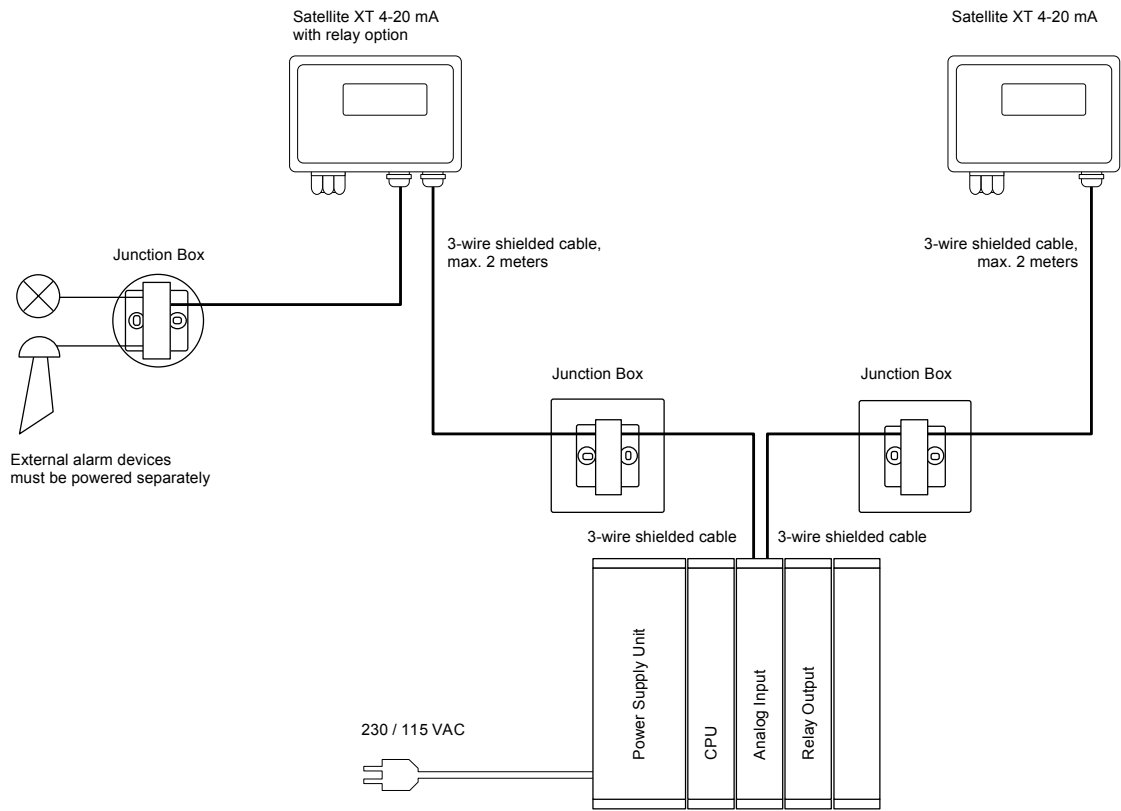 Satellite XT 4-20 mA
with relay option
Satellite XT 4-20 mA
3-wire shielded cable,
max. 2 meters
3-wire shielded cable,
max. 2 meters
Junction Box
External alarm devices
must be powered separately
Junction Box
Junction Box
3-wire shielded cable
3-wire shielded cable
Power Supply Unit
CPU
Analog Input
Relay Output
230 / 115 VAC